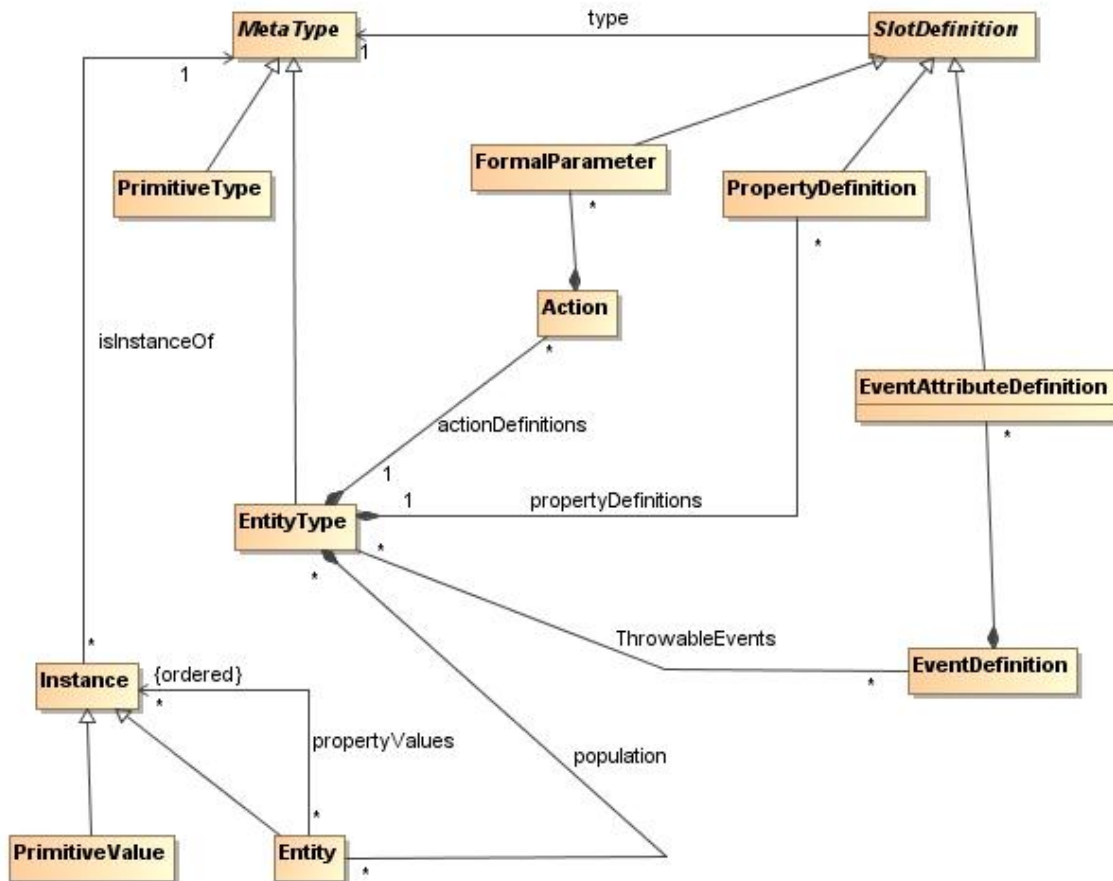 MetaType
type
SlotDefinition
1
1
FormalParameter
PrimitiveType
PropertyDefinition
*
*
Action
isInstanceOf
*
EventAttributeDefinition
*
actionDefinitions
1
1
propertyDefinitions
EntityType
*
*
ThrowableEvents
*
{ordered}
Instance
EventDefinition
*
*
propertyValues
population
*
PrimitiveValue
Entity
*